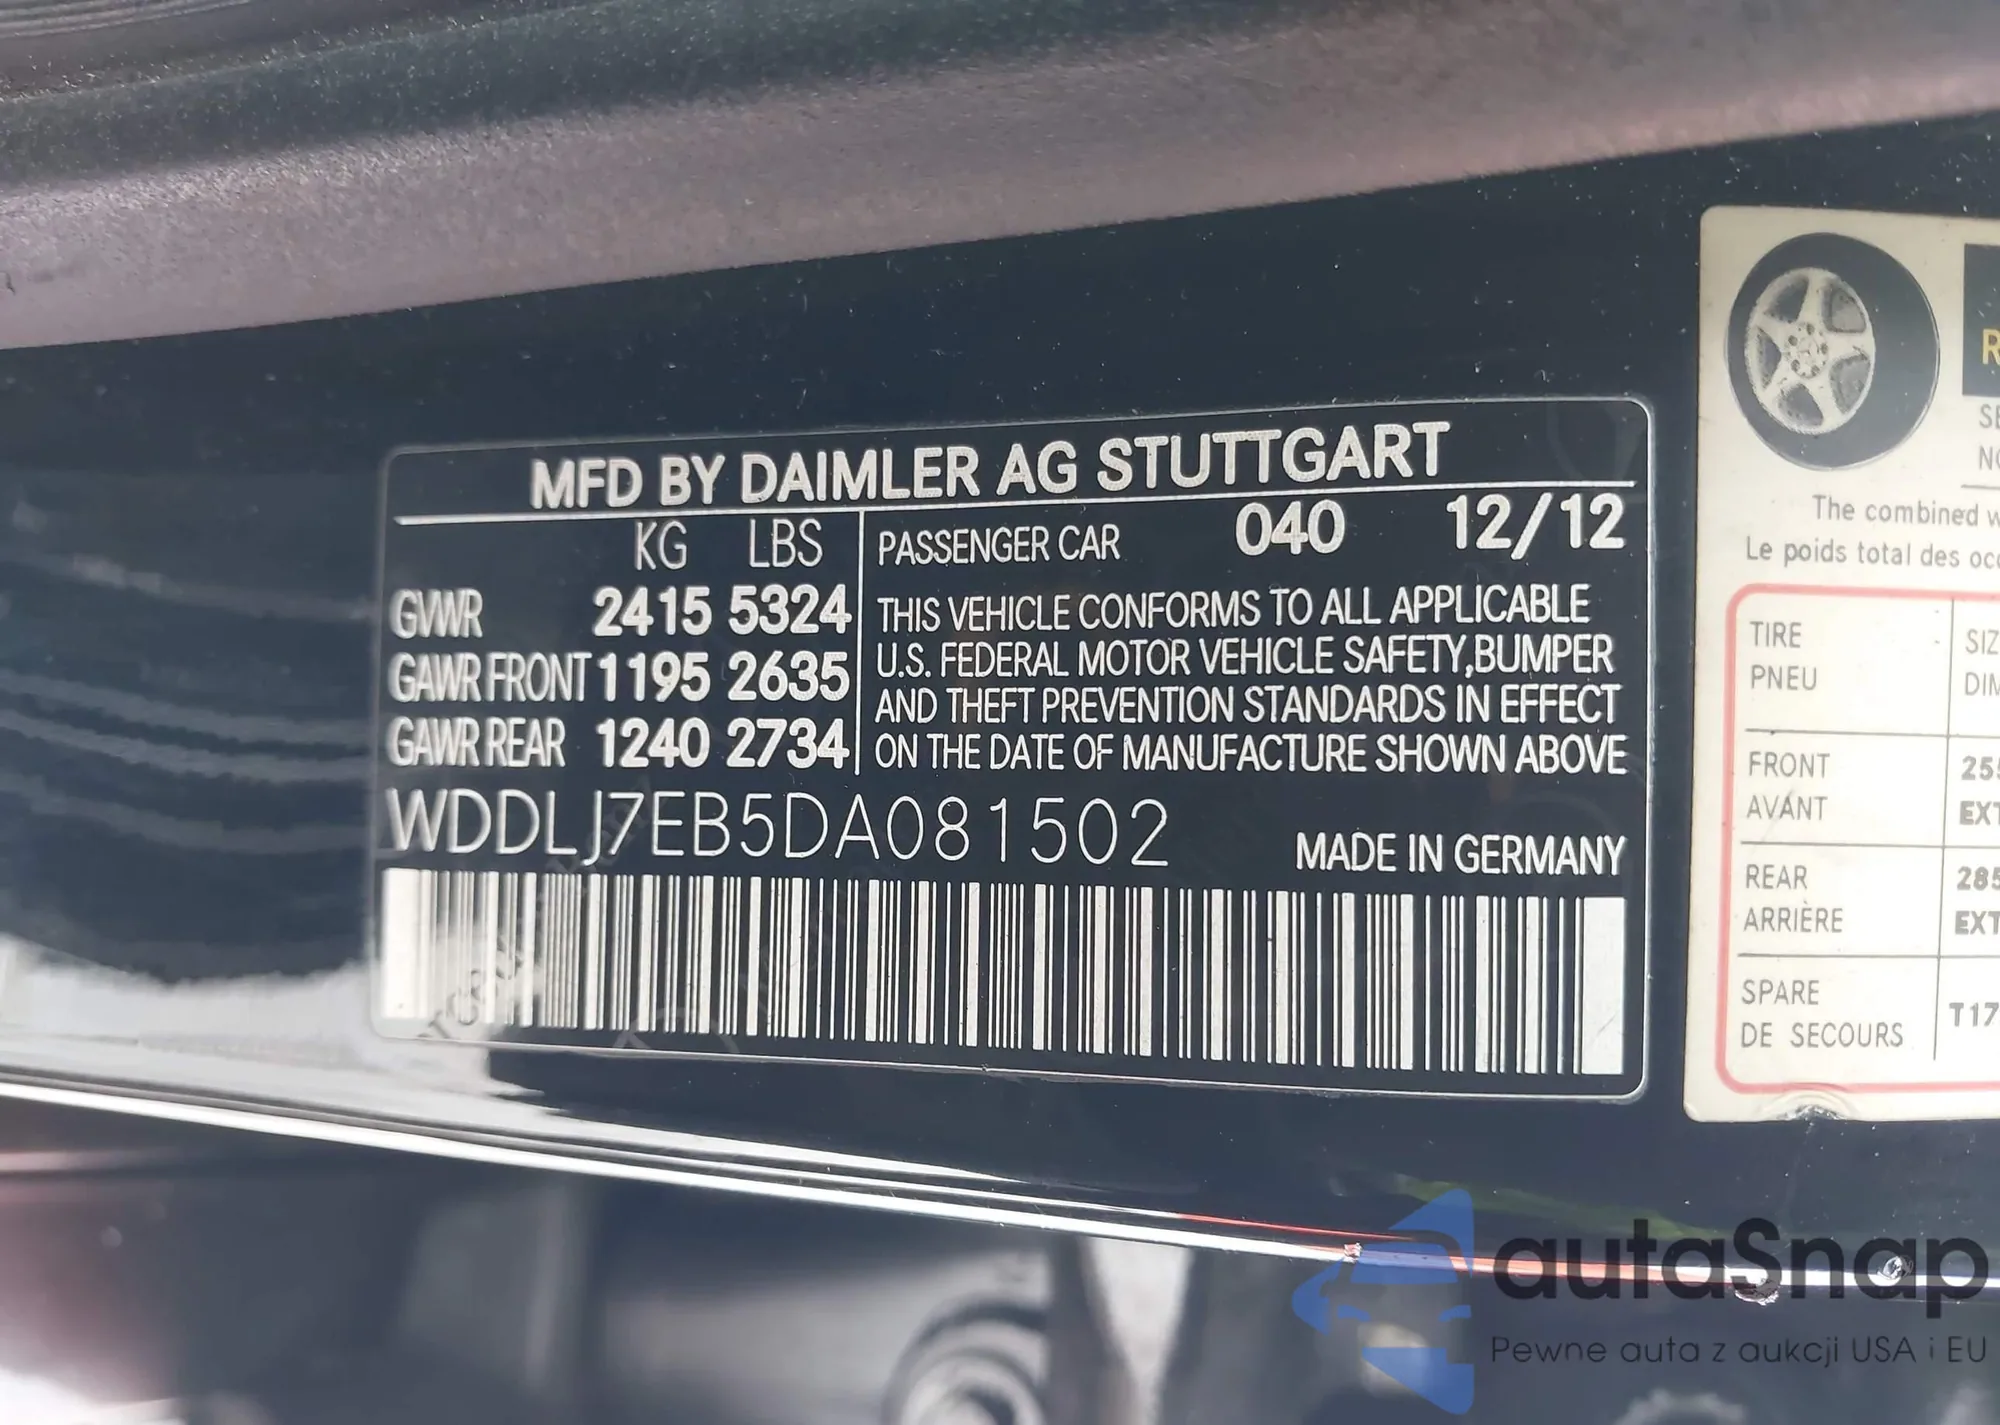 MFD BY DAIMLER AG STUTTGART
KG LBS
GVWR 2415 5324
GAWR FRONT 1195 2635
GAWR REAR 1240 2734
PASSENGER CAR 040 12/12
THIS VEHICLE CONFORMS TO ALL APPLICABLE
U.S. FEDERAL MOTOR VEHICLE SAFETY,BUMPER
AND THEFT PREVENTION STANDARDS IN EFFECT
ON THE DATE OF MANUFACTURE SHOWN ABOVE
WDDLJ7EB5DA081502
MADE IN GERMANY
The combined
Le poids total des
TIRE
PNEU
FRONT
AVANT
REAR
ARRIÈRE
SPARE
DE SECOURS
autaSnap
Pewne auta z aukcji USA i EU